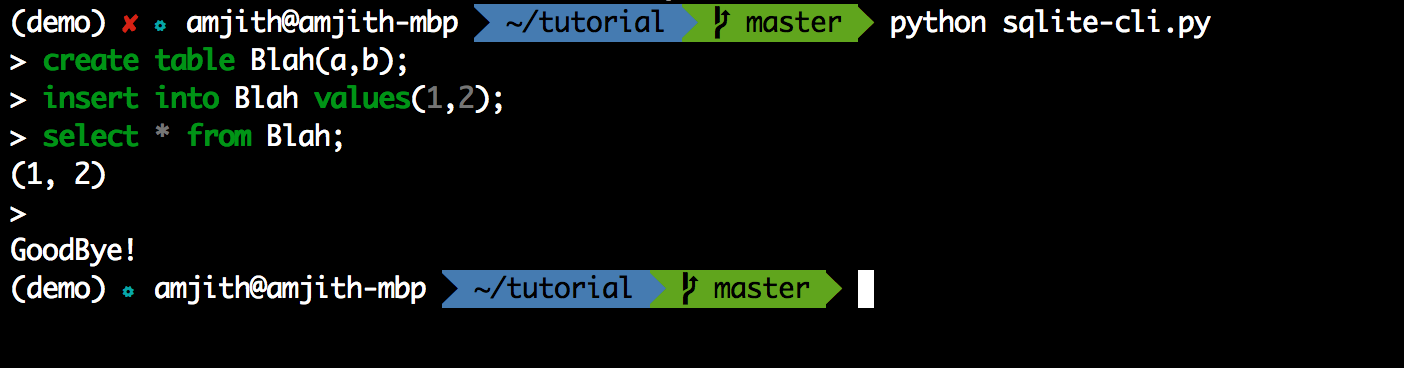 (demo) ✘ ⚙ amjith@amjith-mbp ~/tutorial master python sqlite-cli.py
> create table Blah(a,b);
> insert into Blah values(1,2);
> select * from Blah;
(1, 2)
>
GoodBye!
(demo) ⚙ amjith@amjith-mbp ~/tutorial master